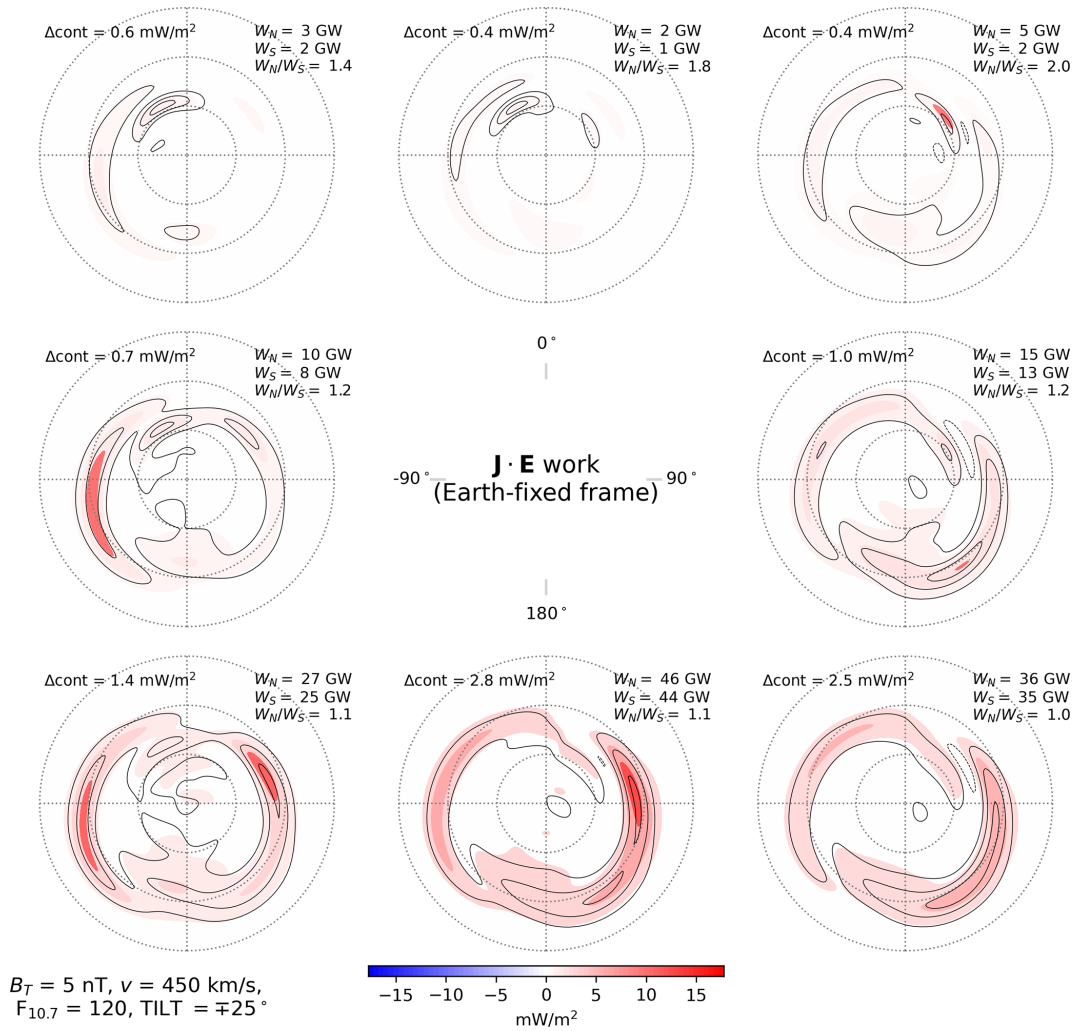 Δcont = 0.6 mW/m²
W_N = 3 GW
W_S = 2 GW
W_N/W_S = 1.4
Δcont = 0.4 mW/m²
W_N = 2 GW
W_S = 1 GW
W_N/W_S = 1.8
Δcont = 0.4 mW/m²
W_N = 5 GW
W_S = 2 GW
W_N/W_S = 2.0
Δcont = 0.7 mW/m²
W_N = 10 GW
W_S = 8 GW
W_N/W_S = 1.2
0°
-90°
J · E work
(Earth-fixed frame)
90°
180°
Δcont = 1.0 mW/m²
W_N = 15 GW
W_S = 13 GW
W_N/W_S = 1.2
Δcont = 1.4 mW/m²
W_N = 27 GW
W_S = 25 GW
W_N/W_S = 1.1
Δcont = 2.8 mW/m²
W_N = 46 GW
W_S = 44 GW
W_N/W_S = 1.1
Δcont = 2.5 mW/m²
W_N = 36 GW
W_S = 35 GW
W_N/W_S = 1.0
B_T = 5 nT, v = 450 km/s,
F_10.7 = 120, TILT = ∓25°
−15 −10 −5 0 5 10 15
mW/m²